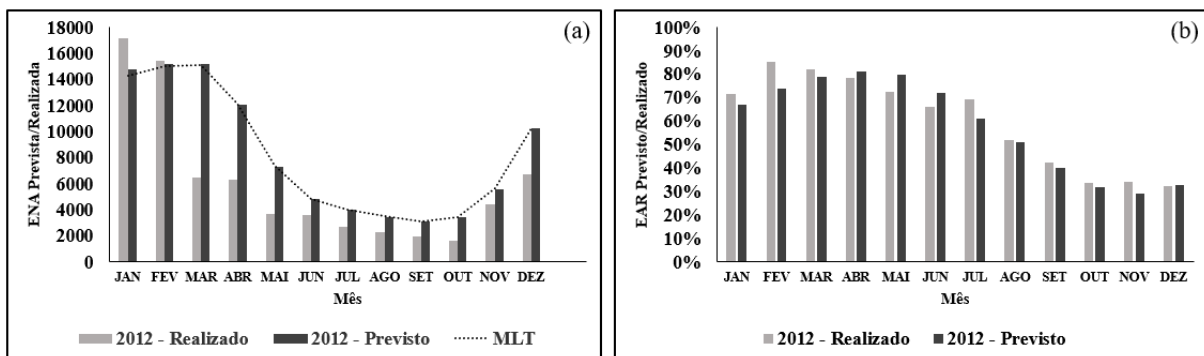 (a)
ENA Prevista/Realizada
18000
16000
14000
12000
10000
8000
6000
4000
2000
0
JAN FEV MAR ABR MAI JUN JUL AGO SET OUT NOV DEZ
Mês
2012 - Realizado 2012 - Previsto MLT
(b)
EAR Previsto/Realizado
100%
90%
80%
70%
60%
50%
40%
30%
20%
10%
0%
JAN FEV MAR ABR MAI JUN JUL AGO SET OUT NOV DEZ
Mês
2012 - Realizado 2012 - Previsto